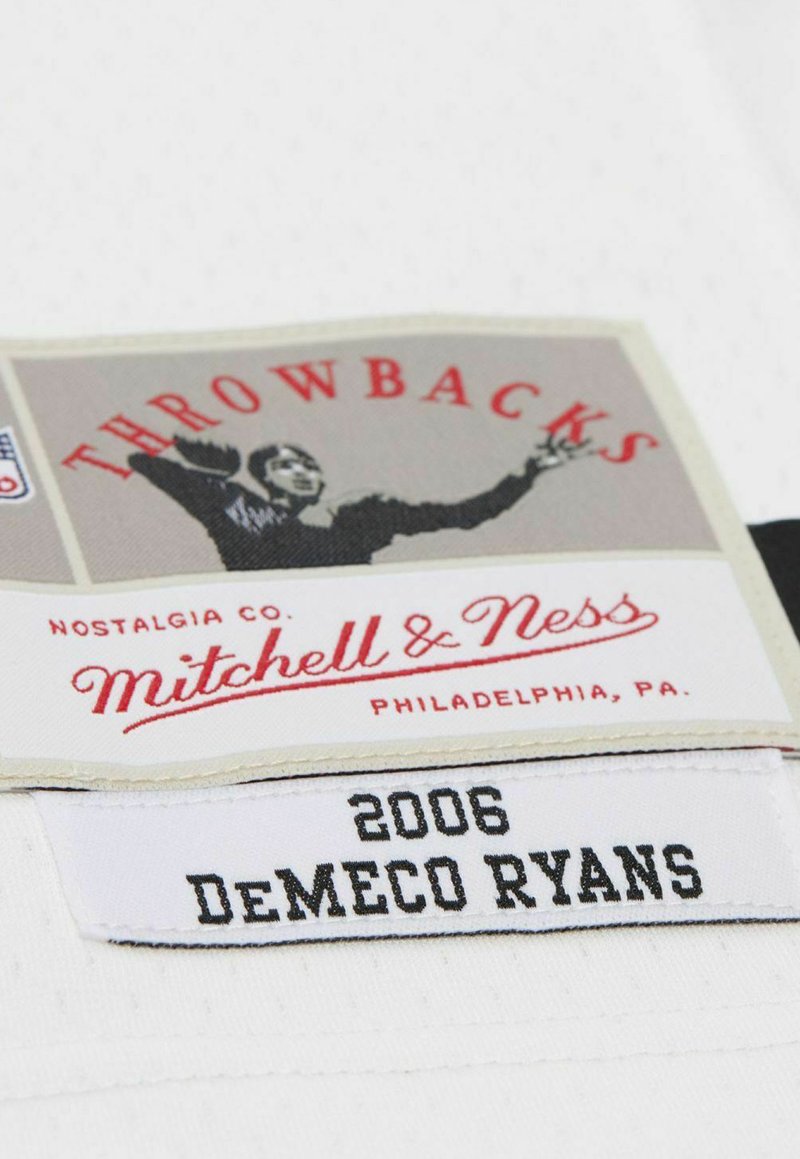 THROWBACKS
NOSTALGIA CO.
Mitchell & Ness
PHILADELPHIA, PA.
2006
DeMECO RYANS